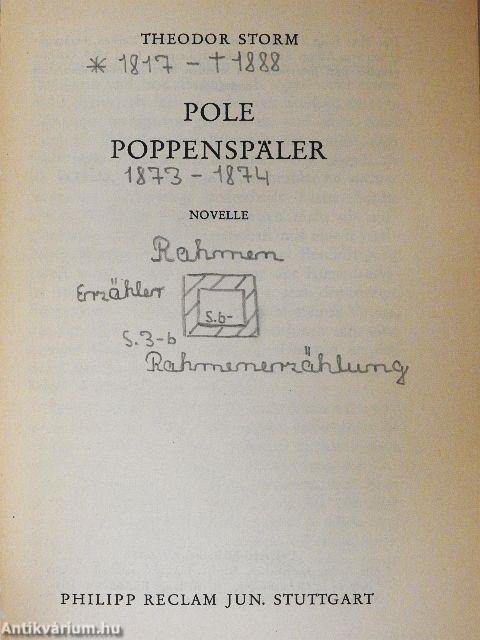 THEODOR STORM
* 1817 - † 1888
POLE
POPPENSPÄLER
1873 - 1874
NOVELLE
Rahmen
Erzähler
S.6-
S.3-6
Rahmenerzählung
PHILIPP RECLAM JUN. STUTTGART
Antikvárium.hu